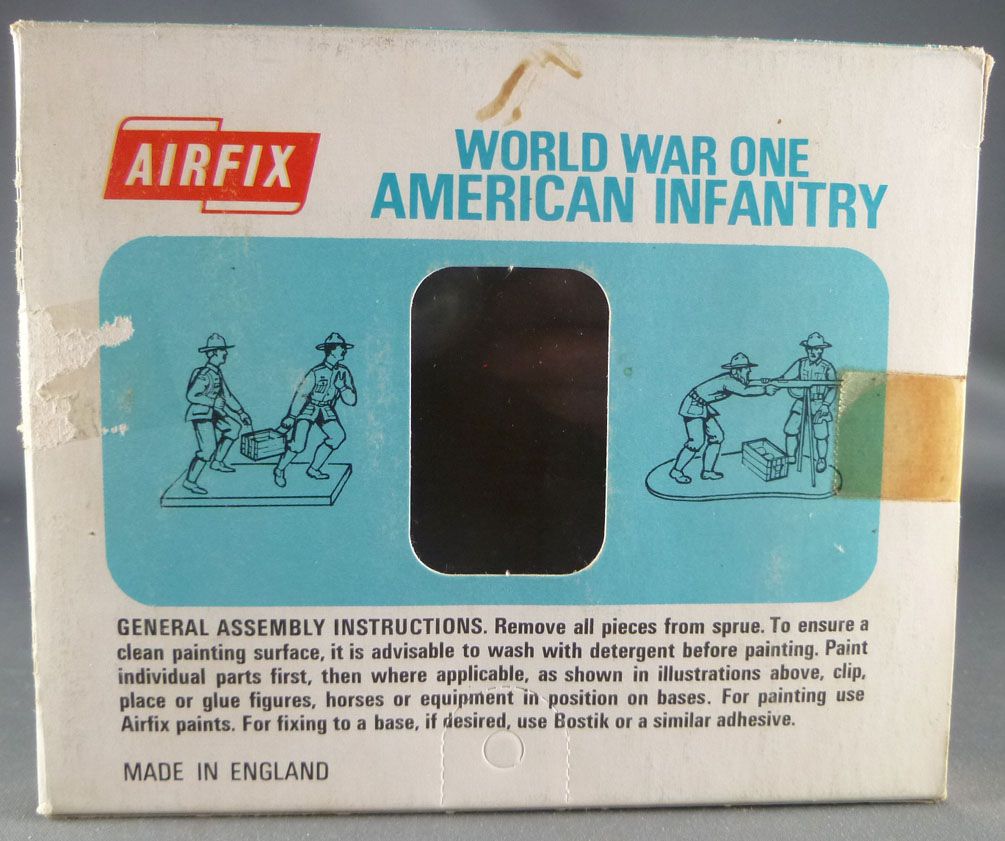 AIRFIX
WORLD WAR ONE
AMERICAN INFANTRY
GENERAL ASSEMBLY INSTRUCTIONS. Remove all pieces from sprue. To ensure a
clean painting surface, it is advisable to wash with detergent before painting. Paint
individual parts first, then where applicable, as shown in illustrations above, clip,
place or glue figures, horses or equipment in position on bases. For painting use
Airfix paints. For fixing to a base, if desired, use Bostik or a similar adhesive.
MADE IN ENGLAND